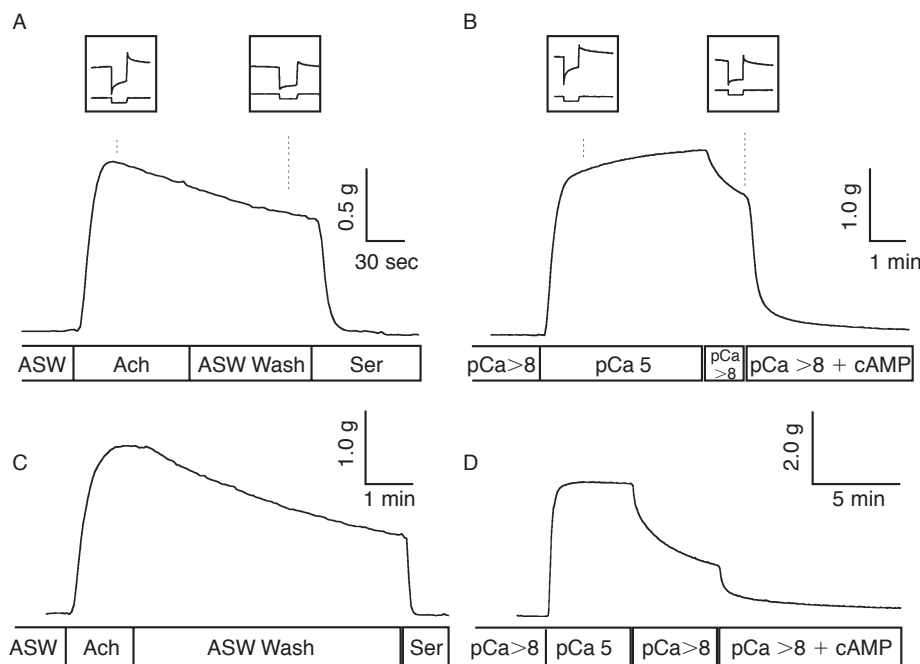 A
B
0.5 g
30 sec
1.0 g
1 min
ASW Ach ASW Wash Ser
pCa>8 pCa 5 pCa >8 pCa >8 + cAMP
C
D
1.0 g
1 min
2.0 g
5 min
ASW Ach ASW Wash Ser
pCa>8 pCa 5 pCa>8 pCa >8 + cAMP